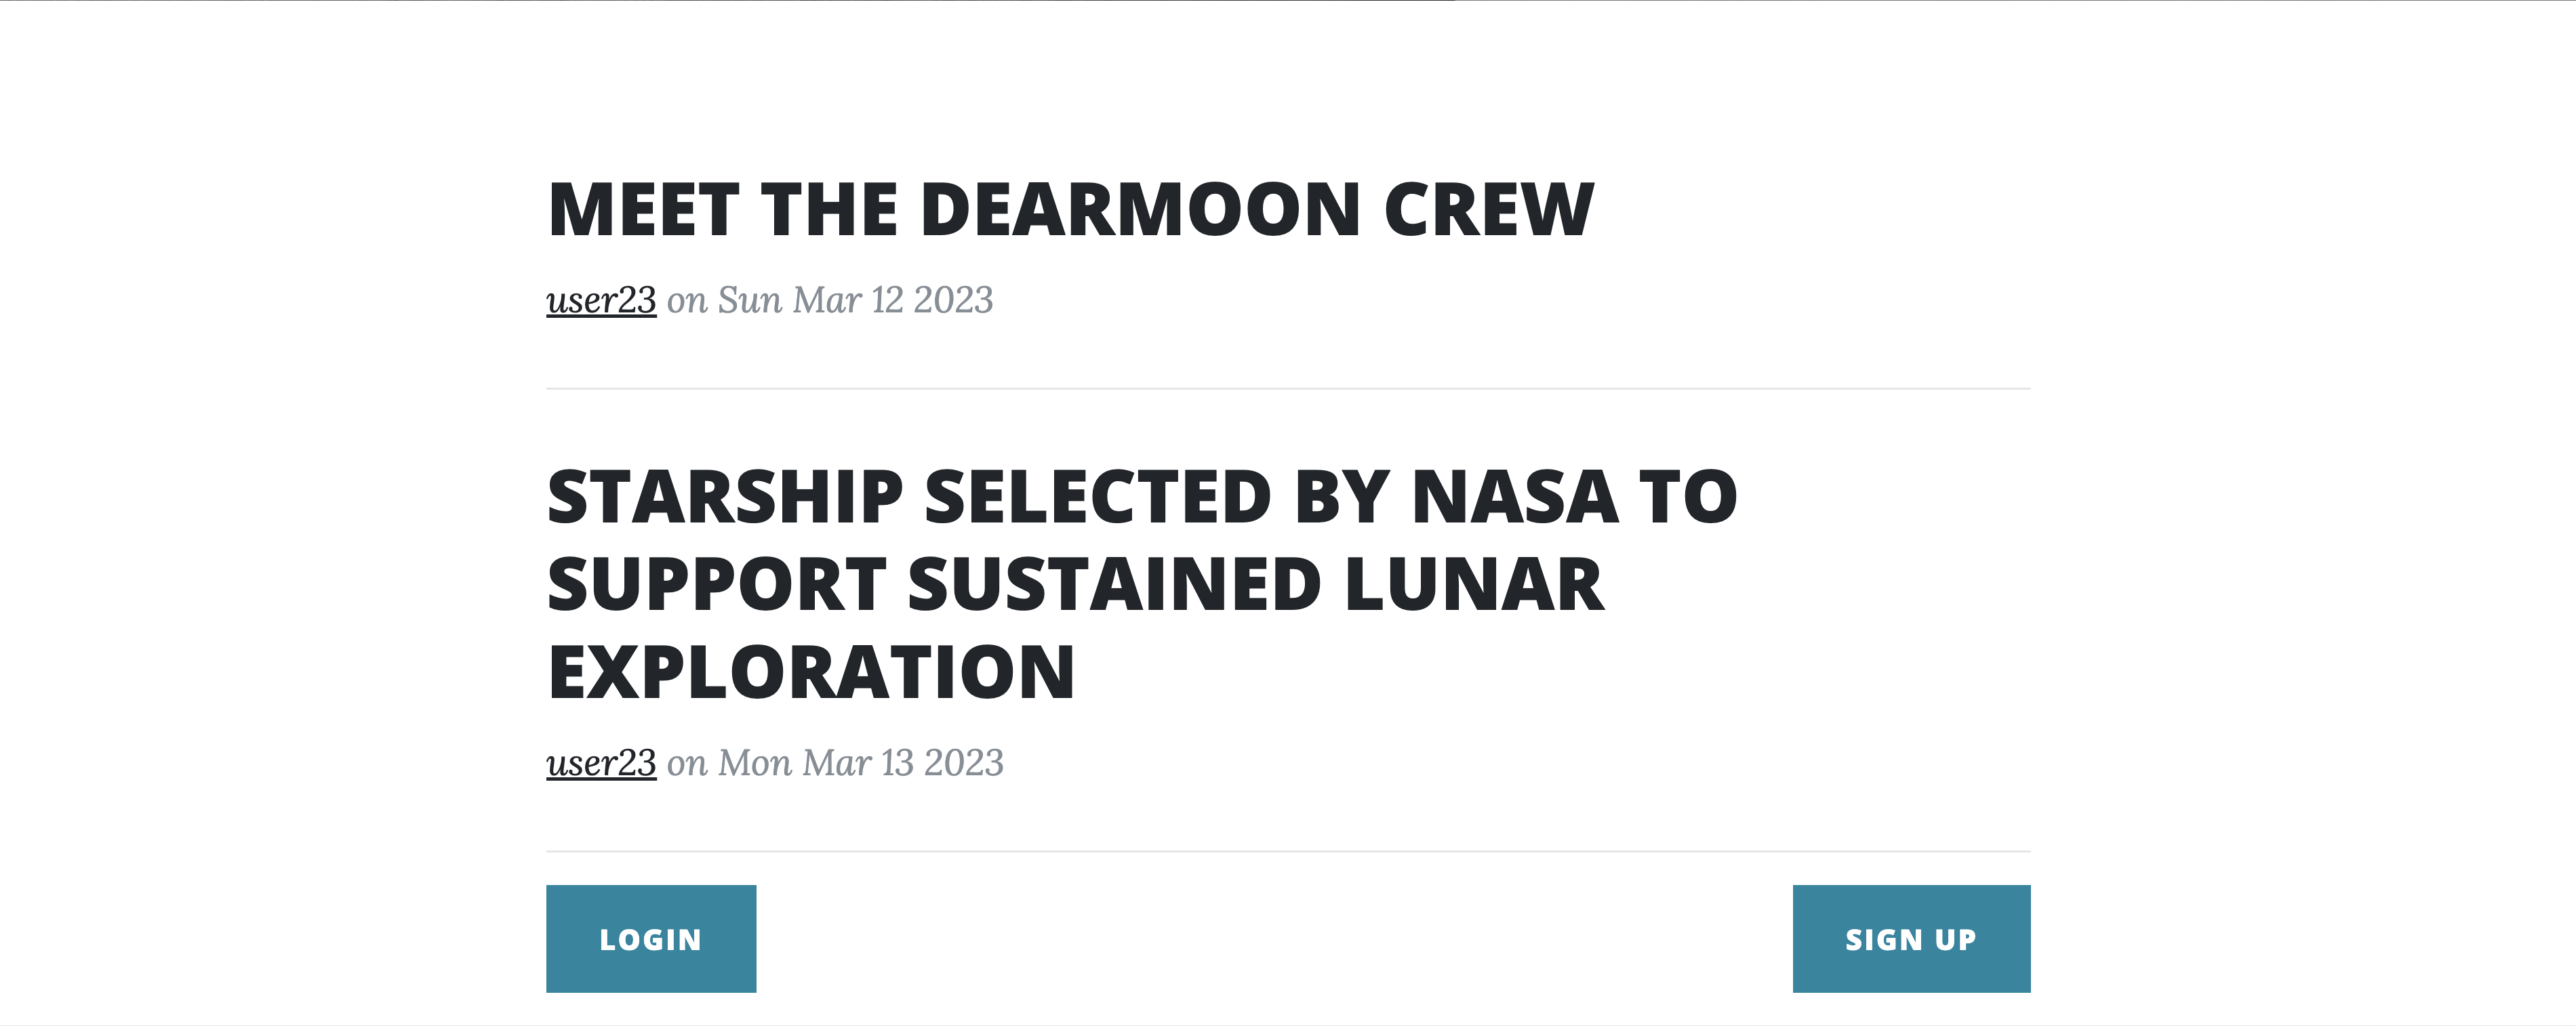 MEET THE DEARMOON CREW
user23 on Sun Mar 12 2023
STARSHIP SELECTED BY NASA TO
SUPPORT SUSTAINED LUNAR
EXPLORATION
user23 on Mon Mar 13 2023
LOGIN
SIGN UP